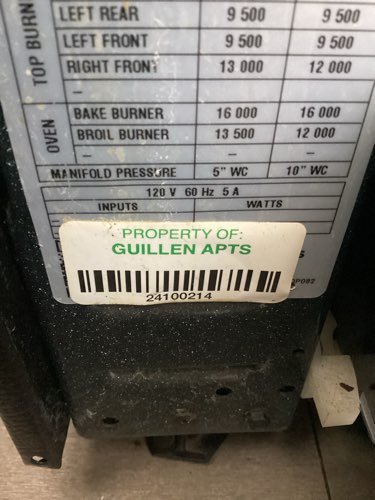 TOP BURN
LEFT REAR 9 500 9 500
LEFT FRONT 9 500 9 500
RIGHT FRONT 13 000 12 000
–
OVEN
BAKE BURNER 16 000 16 000
BROIL BURNER 13 500 12 000
– – –
MANIFOLD PRESSURE 5" WC 10" WC
120 V 60 Hz 5 A
INPUTS WATTS
PROPERTY OF:
GUILLEN APTS
24100214
P082